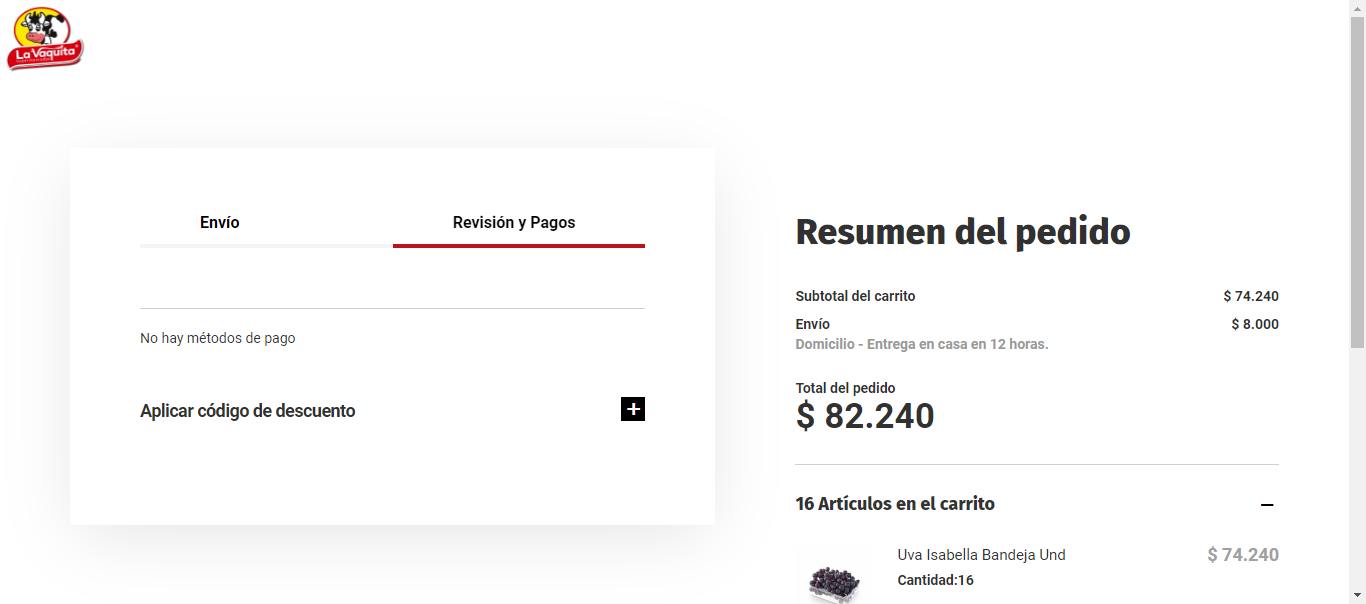 La Vaquita
Envío
Revisión y Pagos
No hay métodos de pago
Aplicar código de descuento
Resumen del pedido
Subtotal del carrito $ 74.240
Envío $ 8.000
Domicilio - Entrega en casa en 12 horas.
Total del pedido
$ 82.240
16 Artículos en el carrito
Uva Isabella Bandeja Und $ 74.240
Cantidad:16